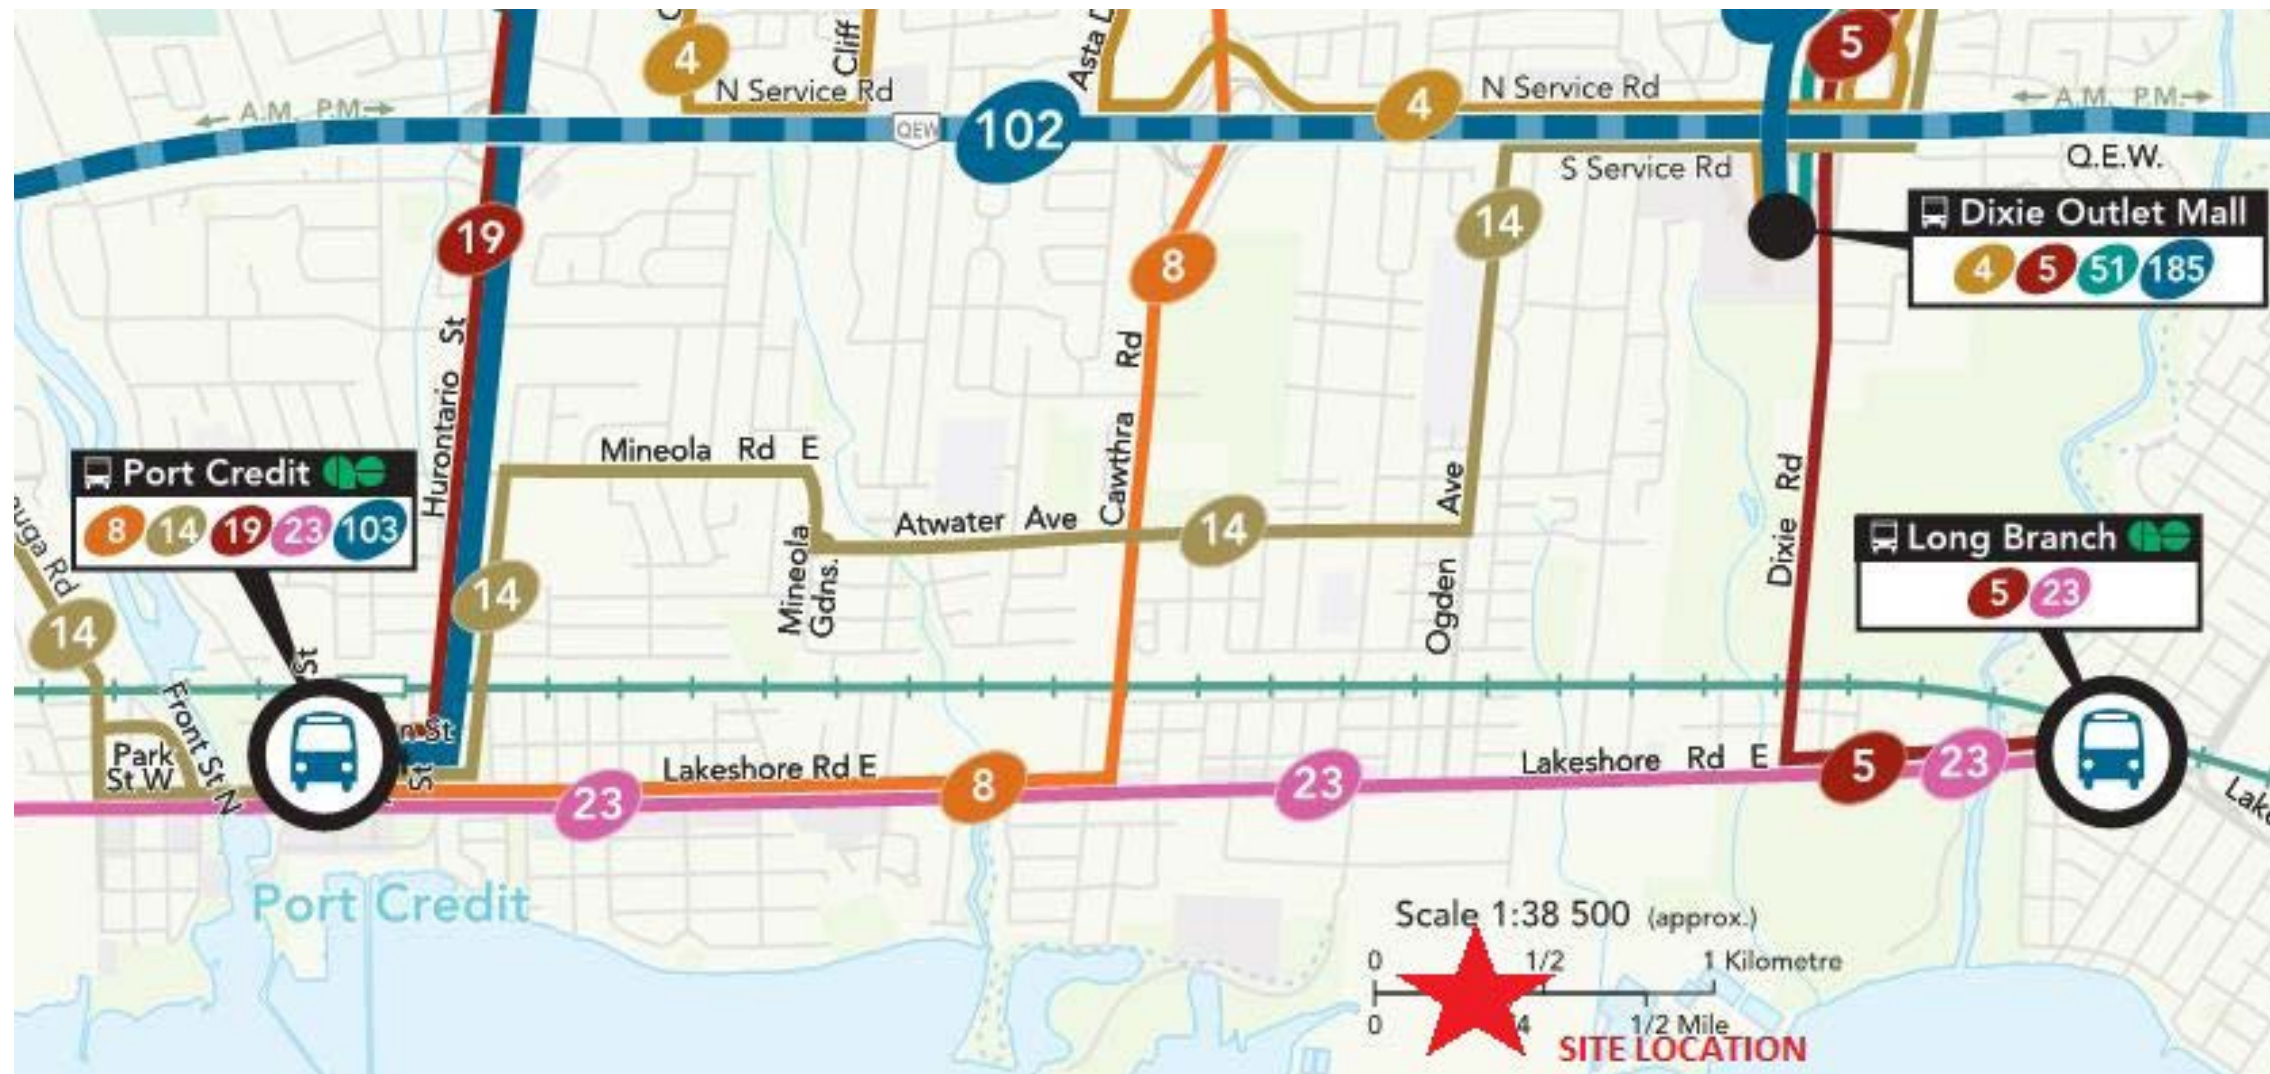 4
Cliff
Asta
5
N Service Rd
N Service Rd
4
A.M. P.M.
QEW
102
A.M. P.M.
Q.E.W.
S Service Rd
19
8
14
Dixie Outlet Mall
4 5 51 185
Hurontario St
Cawthra Rd
Mineola Rd E
Port Credit
8 14 19 23 103
Atwater Ave
14
Ogden Ave
Dixie Rd
Long Branch
5 23
14
Mineola
Gdns.
14
St
Front St N
Park
St W
St
St
Lakeshore Rd E
23
8
23
Lakeshore Rd E
5
23
Port Credit
Scale 1:38 500 (approx.)
0 1/2 1 Kilometre
0 1/2 Mile
SITE LOCATION